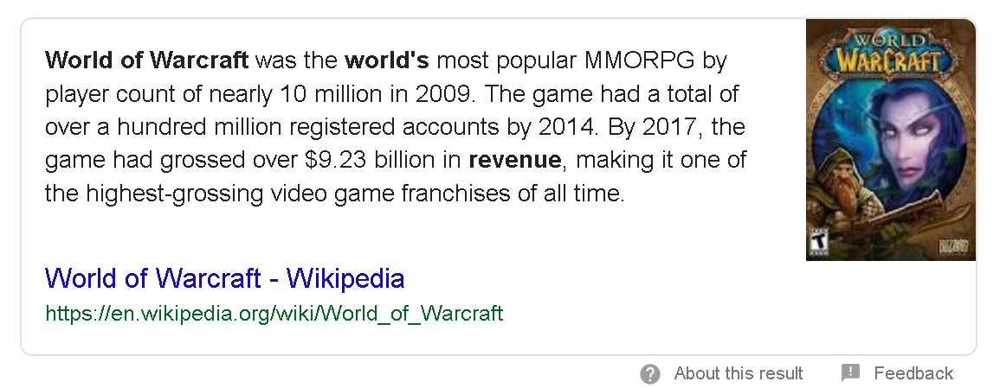 World of Warcraft was the world's most popular MMORPG by
player count of nearly 10 million in 2009. The game had a total of
over a hundred million registered accounts by 2014. By 2017, the
game had grossed over $9.23 billion in revenue, making it one of
the highest-grossing video game franchises of all time.
World of Warcraft - Wikipedia
https://en.wikipedia.org/wiki/World_of_Warcraft
WORLD
WARCRAFT
T
BLIZZARD
About this result
Feedback